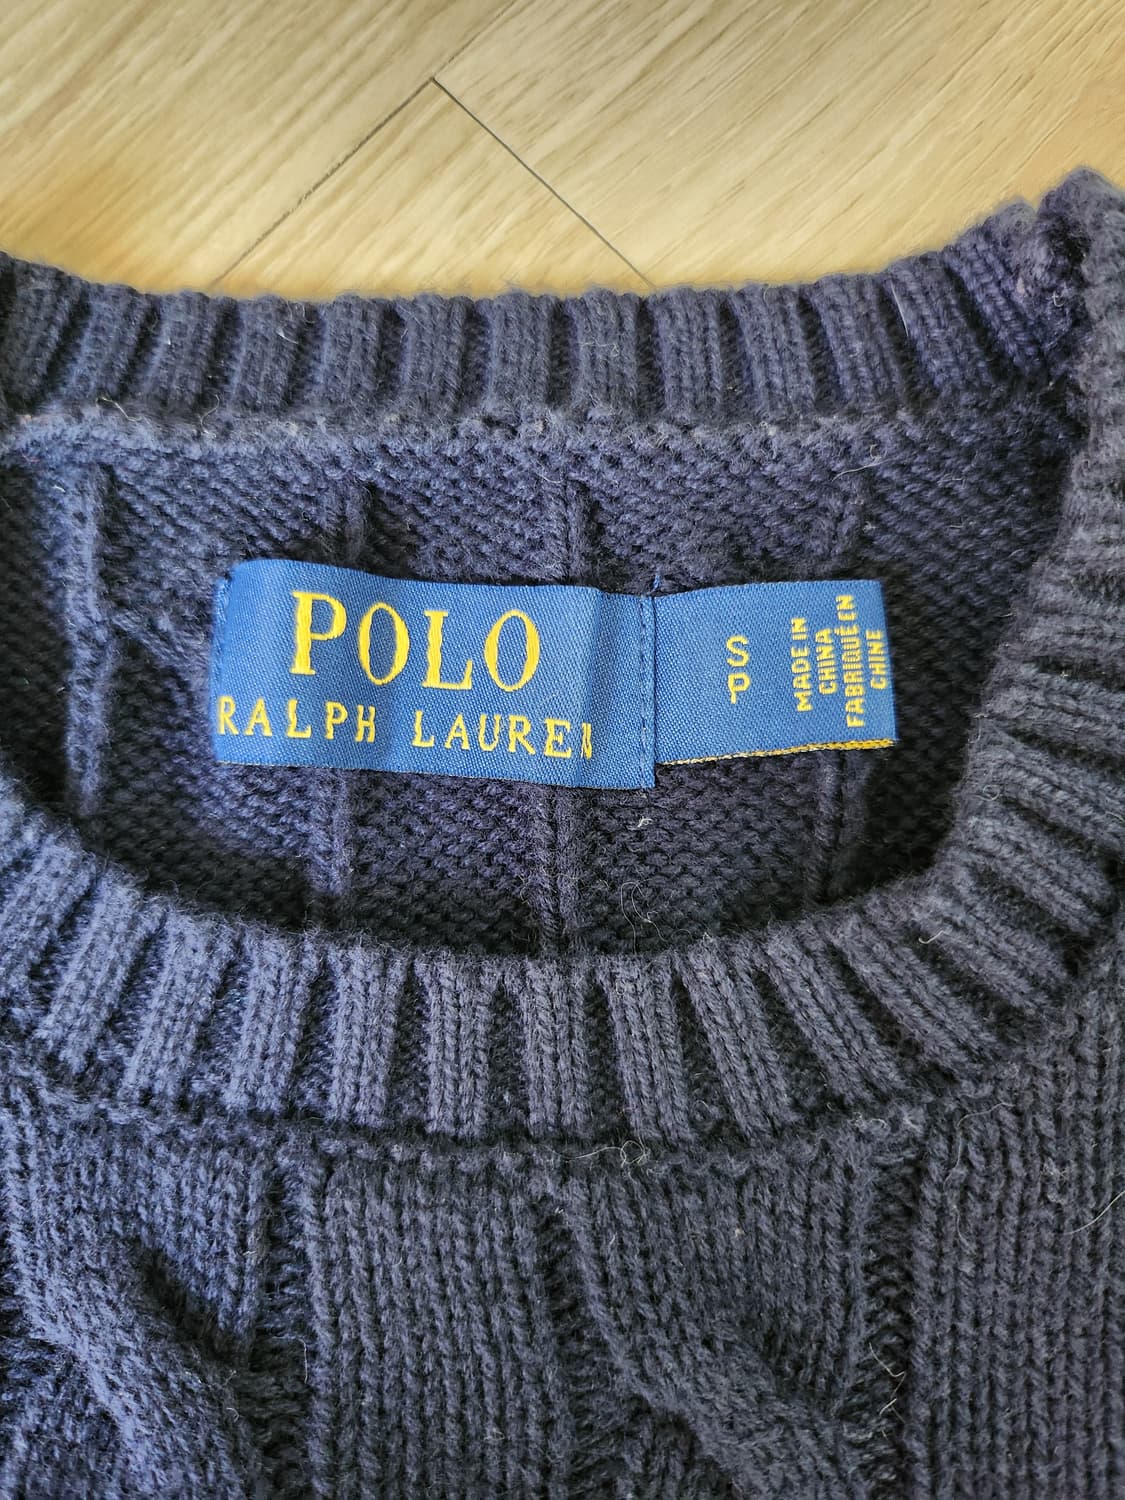 POLO
RALPH LAUREN
S
P
MADE IN
CHINA
FABRIQUÉ EN
CHINE